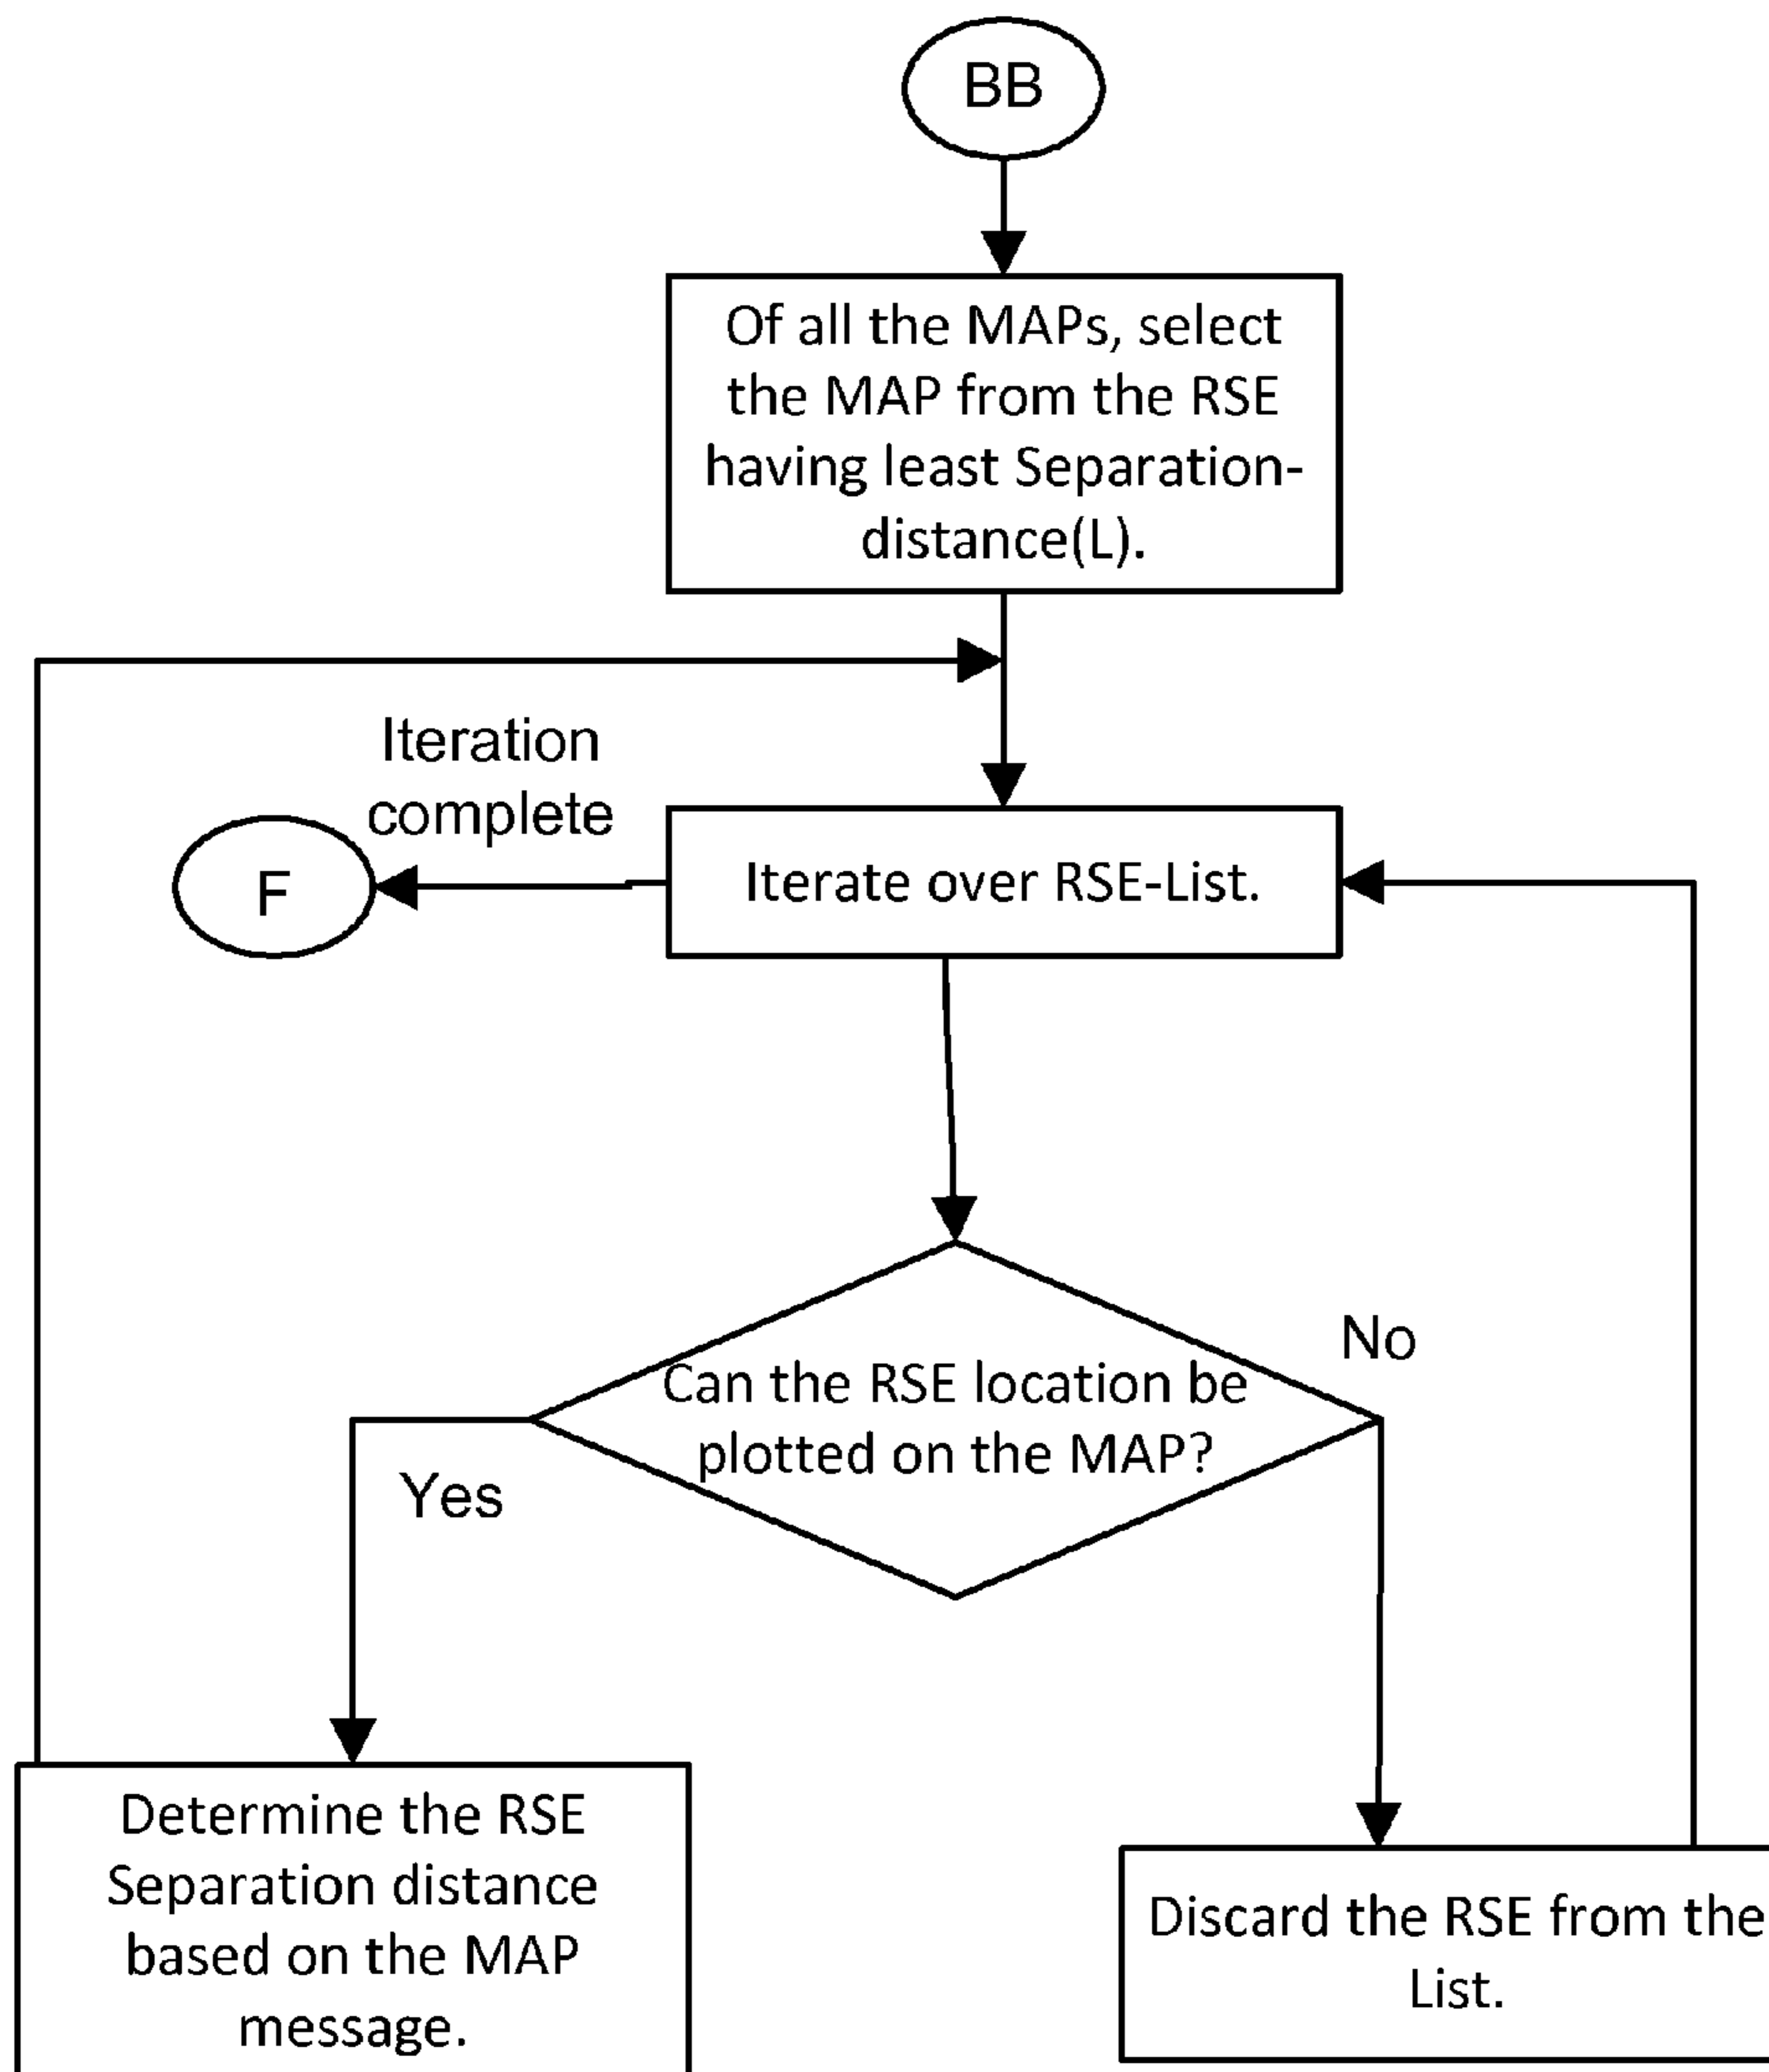 BB
Of all the MAPs, select
the MAP from the RSE
having least Separation-
distance(L).
Iteration
complete
F
Iterate over RSE-List.
Can the RSE location be
plotted on the MAP?
No
Yes
Determine the RSE
Separation distance
based on the MAP
message.
Discard the RSE from the
List.